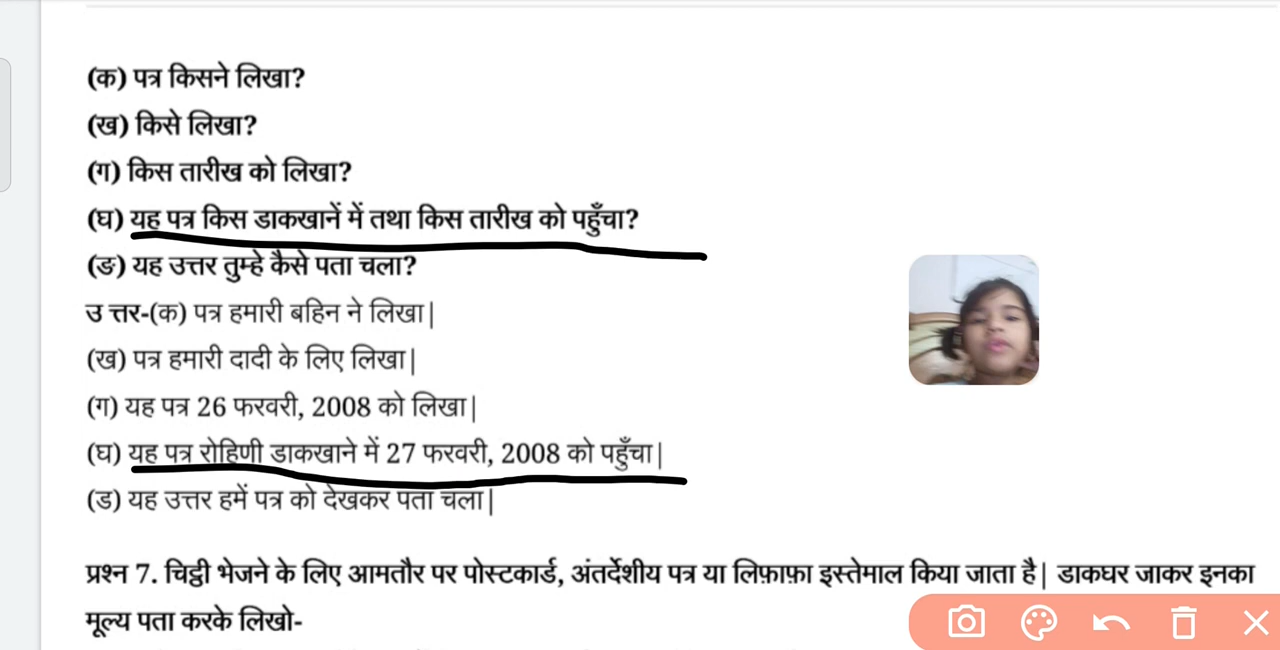 (क) पत्र किसने लिखा?
(ख) किसे लिखा?
(ग) किस तारीख को लिखा?
(घ) यह पत्र किस डाकखानें में तथा किस तारीख को पहुँचा?
(ङ) यह उत्तर तुम्हे कैसे पता चला?
उ त्तर-(क) पत्र हमारी बहिन ने लिखा|
(ख) पत्र हमारी दादी के लिए लिखा|
(ग) यह पत्र 26 फरवरी, 2008 को लिखा|
(घ) यह पत्र रोहिणी डाकखाने में 27 फरवरी, 2008 को पहुँचा|
(ड) यह उत्तर हमें पत्र को देखकर पता चला|
प्रश्न 7. चिट्ठी भेजने के लिए आमतौर पर पोस्टकार्ड, अंतर्देशीय पत्र या लिफ़ाफ़ा इस्तेमाल किया जाता है| डाकघर जाकर इनका
मूल्य पता करके लिखो-